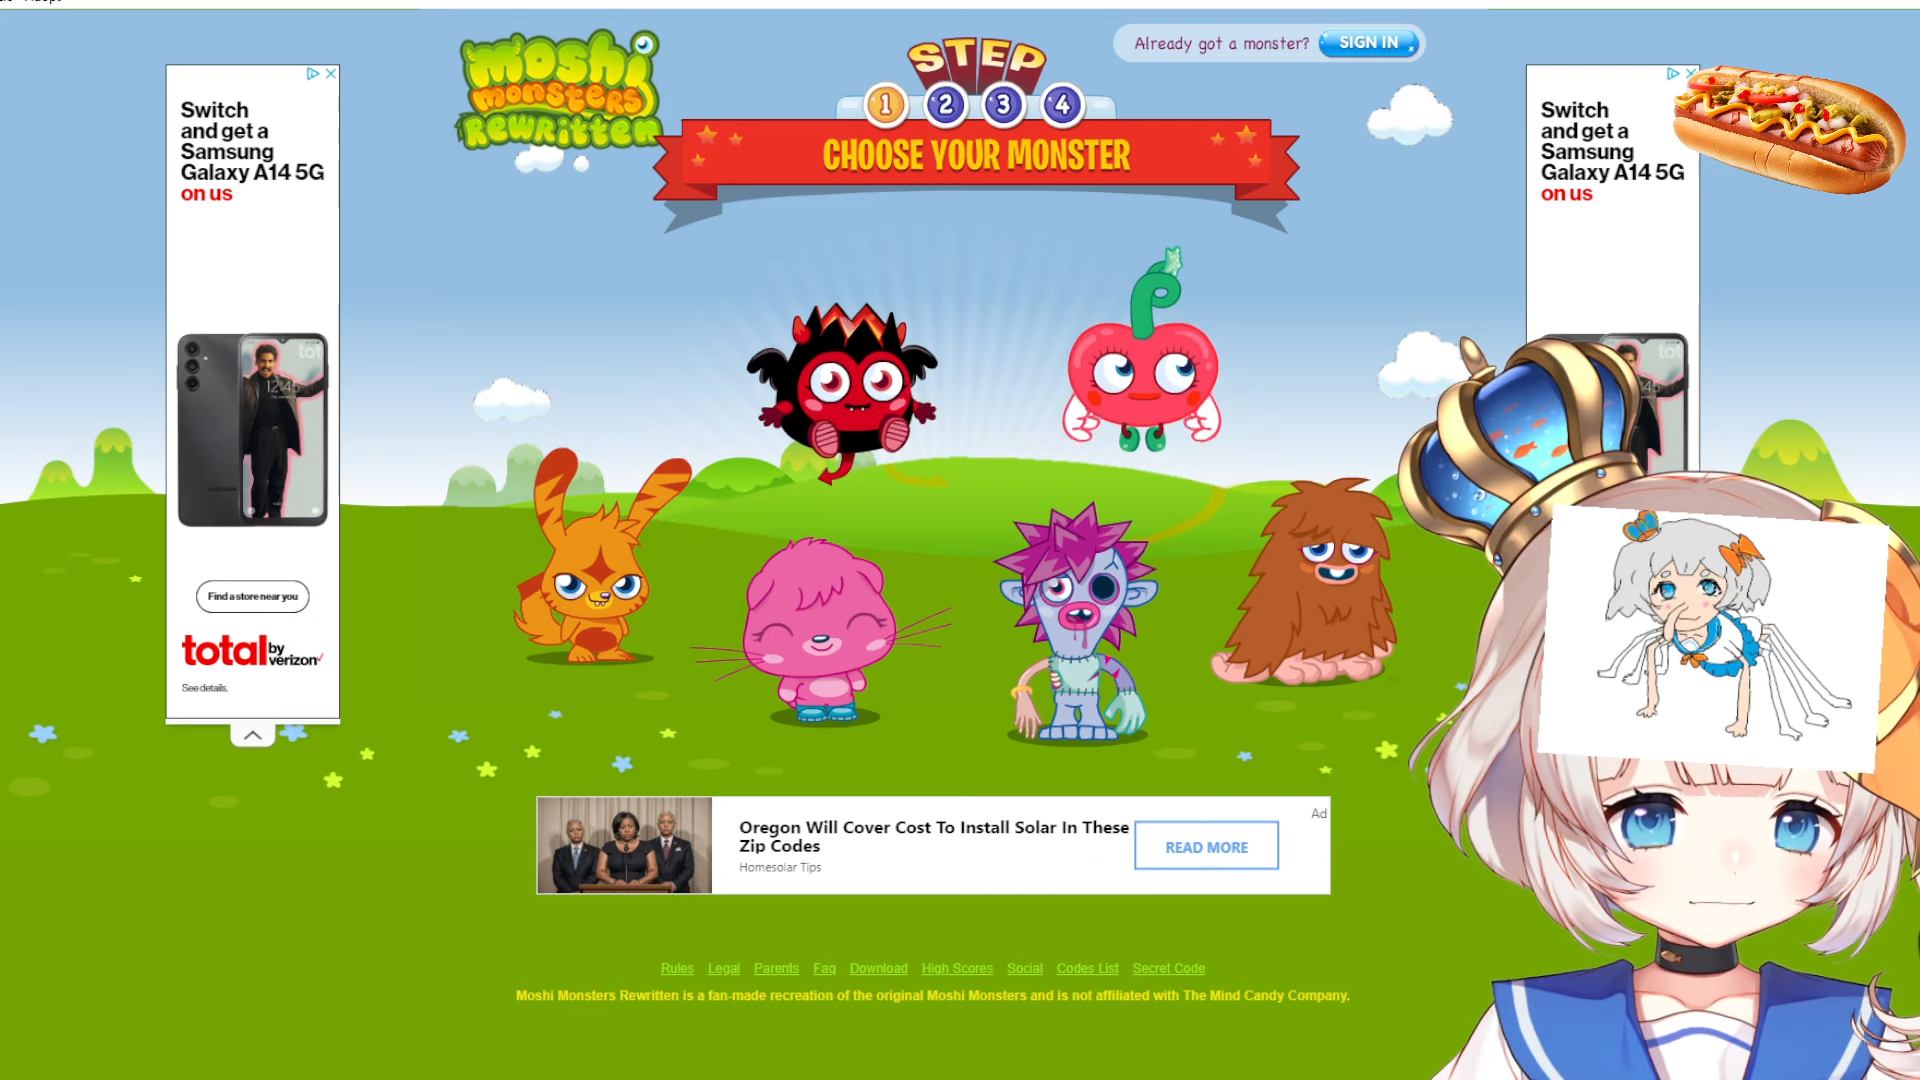 moshi
monsters
Rewritten
STEP
1 2 3 4
CHOOSE YOUR MONSTER
Already got a monster? SIGN IN
Switch
and get a
Samsung
Galaxy A14 5G
on us
tot
12:45
Find a store near you
total by verizon
See details.
Switch
and get a
Samsung
Galaxy A14 5G
on us
tot
Oregon Will Cover Cost To Install Solar In These
Zip Codes
Homesolar Tips
READ MORE
Ad
Rules Legal Parents Faq Download High Scores Social Codes List Secret Code
Moshi Monsters Rewritten is a fan-made recreation of the original Moshi Monsters and is not affiliated with The Mind Candy Company.